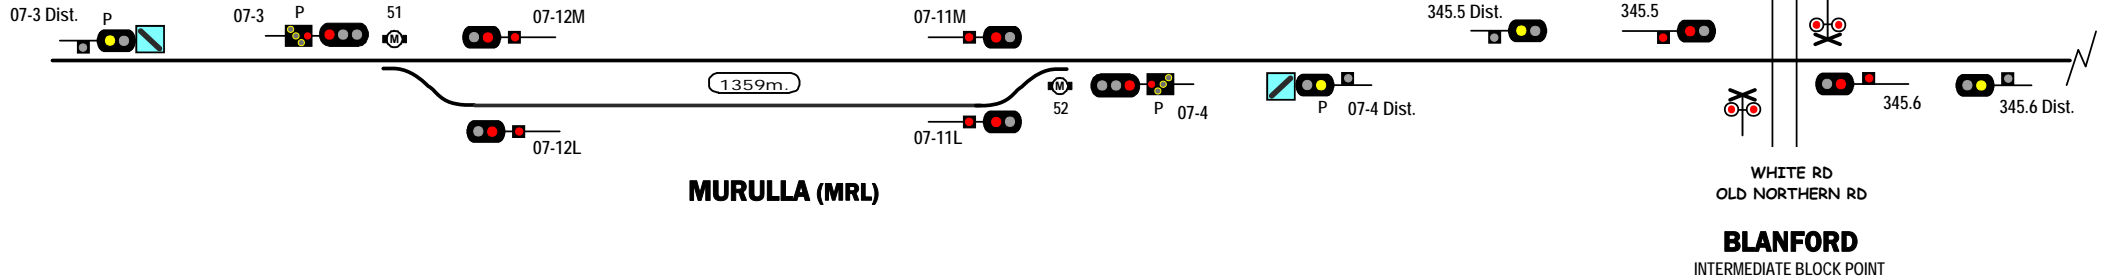 07-3 Dist.
P
07-3
P
51
M
07-12M
07-11M
345.5 Dist.
345.5
1359m.
M
52
P
07-4
P
07-4 Dist.
345.6
345.6 Dist.
07-12L
07-11L
MURULLA (MRL)
WHITE RD
OLD NORTHERN RD
BLANFORD
INTERMEDIATE BLOCK POINT